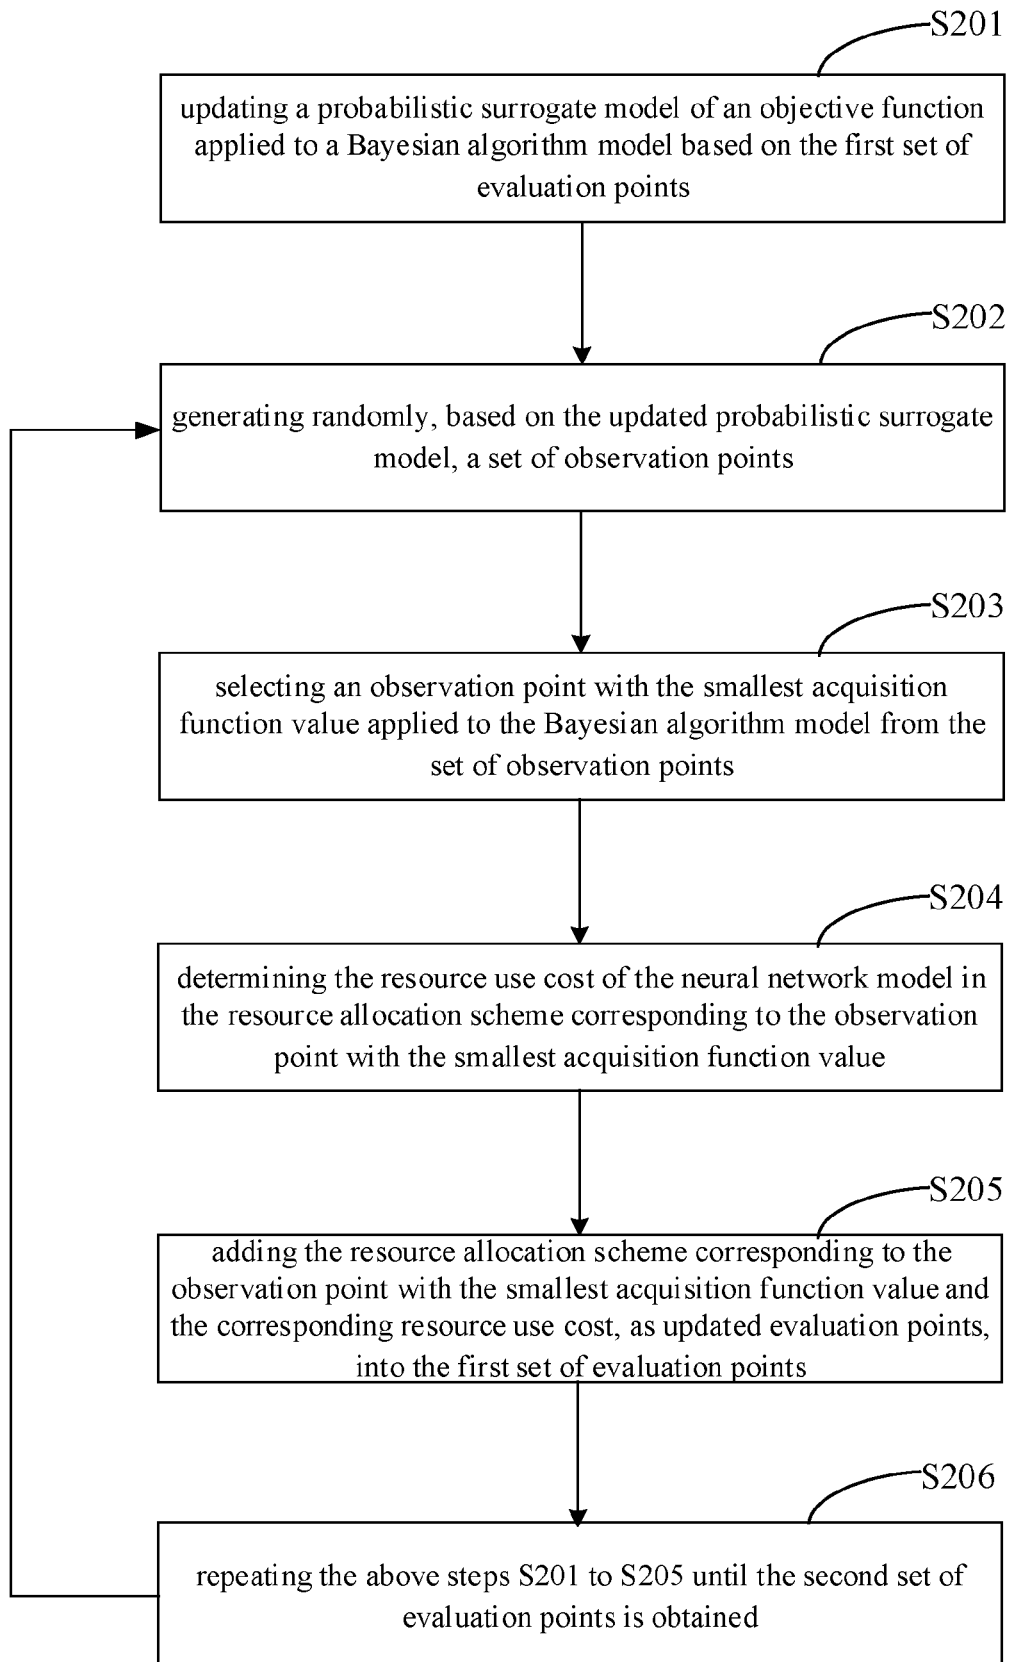 S201
updating a probabilistic surrogate model of an objective function
applied to a Bayesian algorithm model based on the first set of
evaluation points
S202
generating randomly, based on the updated probabilistic surrogate
model, a set of observation points
S203
selecting an observation point with the smallest acquisition
function value applied to the Bayesian algorithm model from the
set of observation points
S204
determining the resource use cost of the neural network model in
the resource allocation scheme corresponding to the observation
point with the smallest acquisition function value
S205
adding the resource allocation scheme corresponding to the
observation point with the smallest acquisition function value and
the corresponding resource use cost, as updated evaluation points,
into the first set of evaluation points
S206
repeating the above steps S201 to S205 until the second set of
evaluation points is obtained